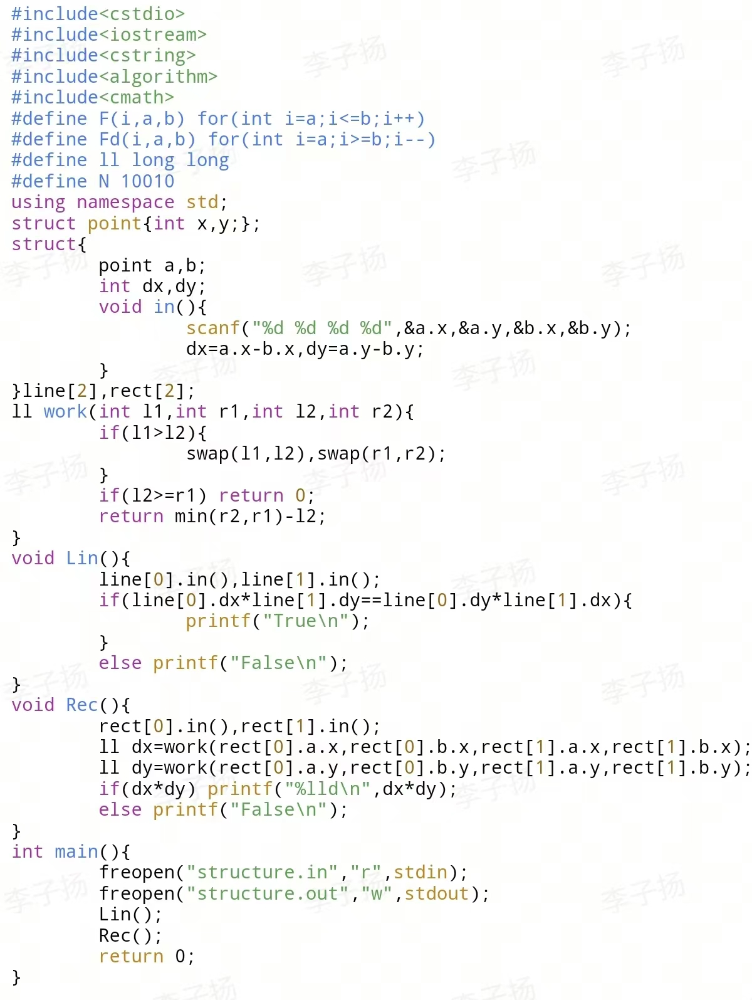 #include<cstdio>
#include<iostream>
#include<cstring>
#include<algorithm>
#include<cmath>
#define F(i,a,b) for(int i=a;i<=b;i++)
#define Fd(i,a,b) for(int i=a;i>=b;i--)
#define ll long long
#define N 10010
using namespace std;
struct point{int x,y;};
struct{
        point a,b;
        int dx,dy;
        void in(){
                scanf("%d %d %d %d",&a.x,&a.y,&b.x,&b.y);
                dx=a.x-b.x,dy=a.y-b.y;
        }
}line[2],rect[2];
ll work(int l1,int r1,int l2,int r2){
        if(l1>l2){
                swap(l1,l2),swap(r1,r2);
        }
        if(l2>=r1) return 0;
        return min(r2,r1)-l2;
}
void Lin(){
        line[0].in(),line[1].in();
        if(line[0].dx*line[1].dy==line[0].dy*line[1].dx){
                printf("True\n");
        }
        else printf("False\n");
}
void Rec(){
        rect[0].in(),rect[1].in();
        ll dx=work(rect[0].a.x,rect[0].b.x,rect[1].a.x,rect[1].b.x);
        ll dy=work(rect[0].a.y,rect[0].b.y,rect[1].a.y,rect[1].b.y);
        if(dx*dy) printf("%lld\n",dx*dy);
        else printf("False\n");
}
int main(){
        freopen("structure.in","r",stdin);
        freopen("structure.out","w",stdout);
        Lin();
        Rec();
        return 0;
}
李子扬